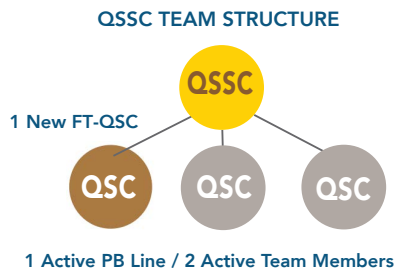 QSSC TEAM STRUCTURE
QSSC
1 New FT-QSC
QSC QSC QSC
1 Active PB Line / 2 Active Team Members